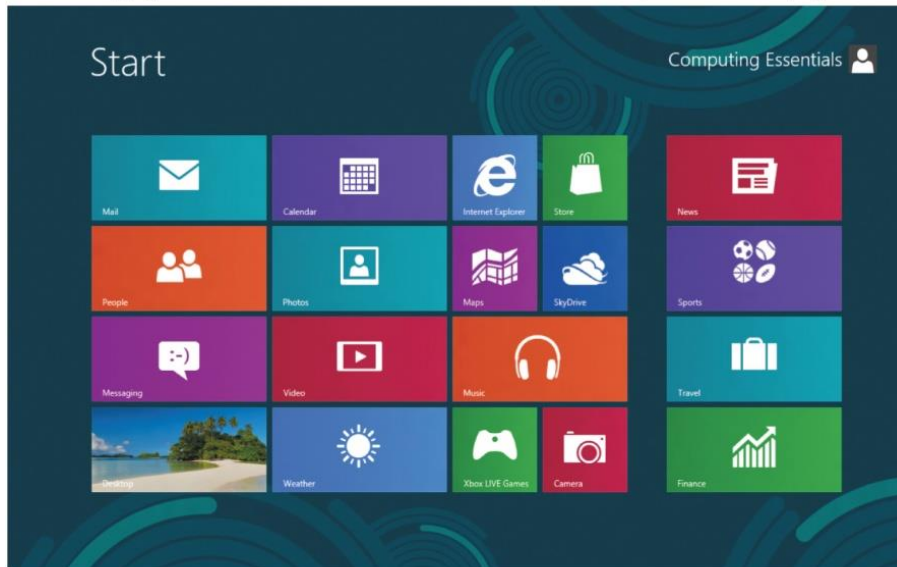 Start
Computing Essentials
Mail
Calendar
Internet Explorer
Store
News
People
Photos
Maps
SkyDrive
Sports
Messaging
:-)
Video
Music
Travel
Desktop
Weather
Xbox LIVE Games
Camera
Finance